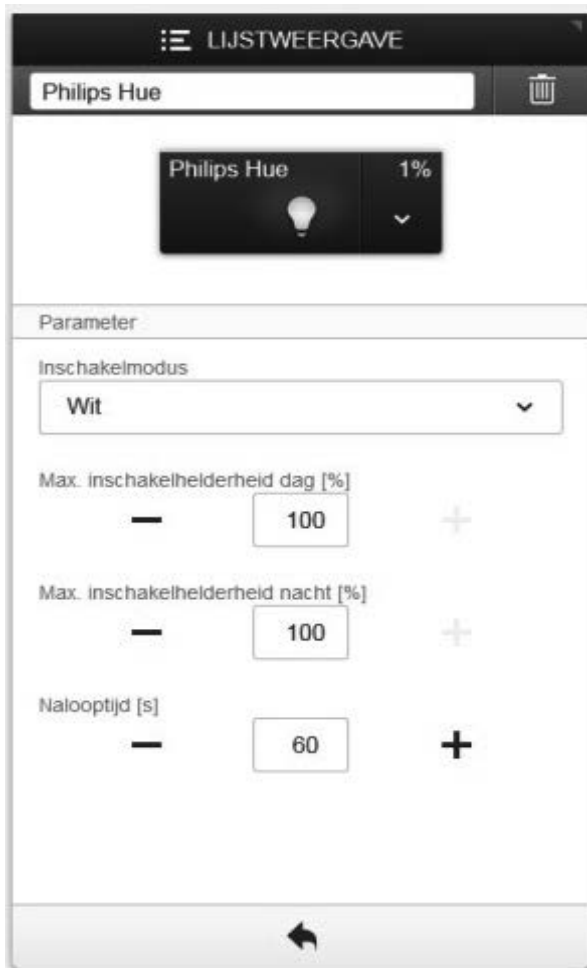 LIJSTWEERGAVE
Philips Hue
Philips Hue 1%
Parameter
Inschakelmodus
Wit
Max. inschakelhelderheid dag [%]
100
Max. inschakelhelderheid nacht [%]
100
Nalooptijd [s]
60